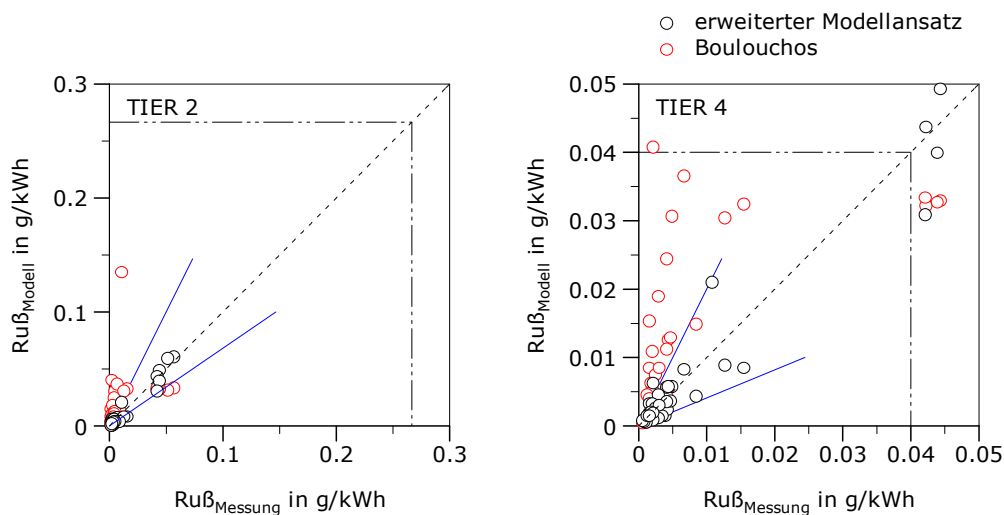 erweiterter Modellansatz
Boulouchos
TIER 2
0.3
0.2
0.1
0
Ruß_Modell in g/kWh
0 0.1 0.2 0.3
Ruß_Messung in g/kWh
TIER 4
0.05
0.04
0.03
0.02
0.01
0
Ruß_Modell in g/kWh
0 0.01 0.02 0.03 0.04 0.05
Ruß_Messung in g/kWh